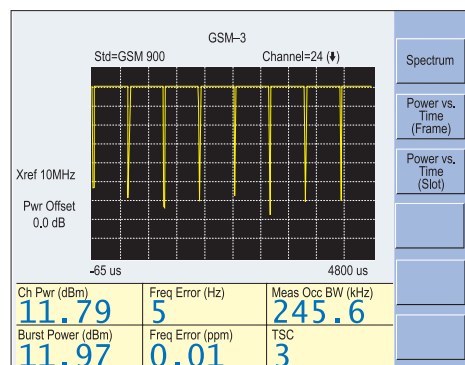 GSM–3
Std=GSM 900 Channel=24 (⬇)
Spectrum
Power vs.
Time
(Frame)
Power vs.
Time
(Slot)
Xref 10MHz
Pwr Offset
0.0 dB
-65 us 4800 us
Ch Pwr (dBm) Freq Error (Hz) Meas Occ BW (kHz)
11.79 5 245.6
Burst Power (dBm) Freq Error (ppm) TSC
11.97 0.01 3